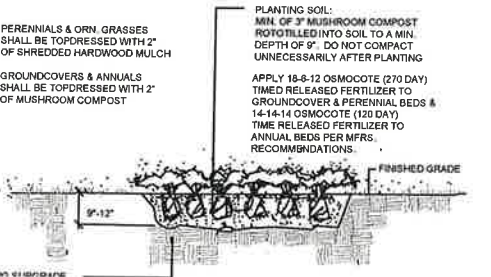 PERENNIALS & ORN. GRASSES
SHALL BE TOPDRESSED WITH 2"
OF SHREDDED HARDWOOD MULCH
GROUNDCOVERS & ANNUALS
SHALL BE TOPDRESSED WITH 2"
OF MUSHROOM COMPOST
PLANTING SOIL:
MIN. OF 3" MUSHROOM COMPOST
ROTOTILLED INTO SOIL TO A MIN.
DEPTH OF 9". DO NOT COMPACT
UNNECESSARILY AFTER PLANTING
APPLY 18-6-12 OSMOCOTE (270 DAY)
TIMED RELEASED FERTILIZER TO
GROUNDCOVER & PERENNIAL BEDS &
14-14-14 OSMOCOTE (120 DAY)
TIME RELEASED FERTILIZER TO
ANNUAL BEDS PER MFRS.
RECOMMENDATIONS.
FINISHED GRADE
9"-12"
SUBGRADE